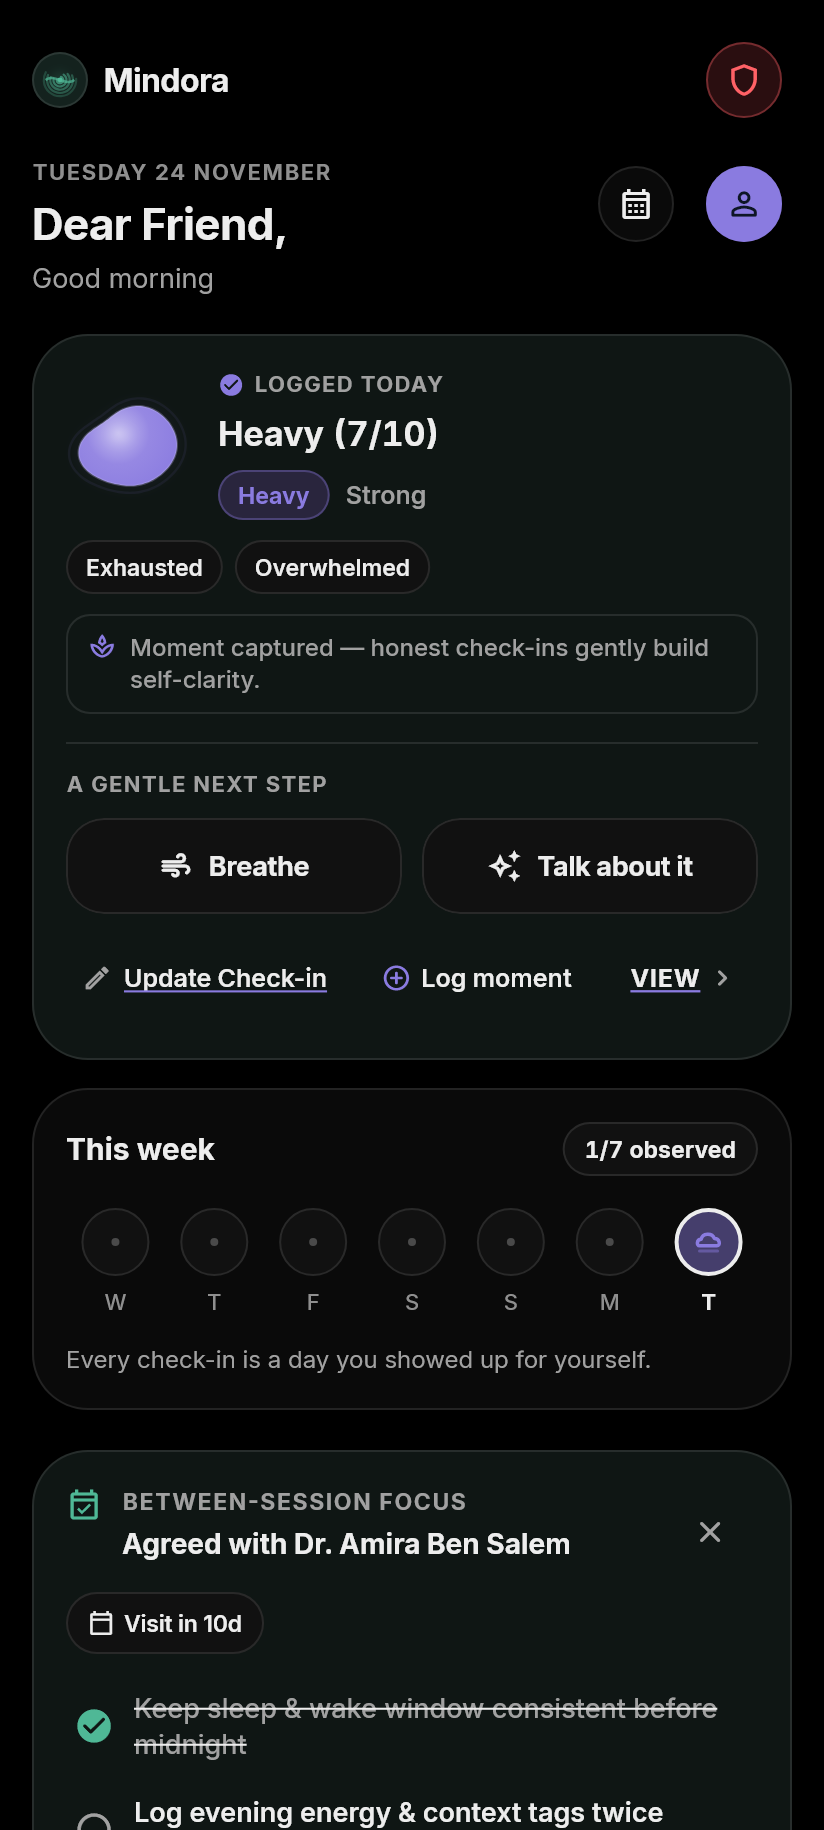 Mindora
TUESDAY 24 NOVEMBER
Dear Friend,
Good morning
LOGGED TODAY
Heavy (7/10)
Heavy Strong
Exhausted Overwhelmed
Moment captured — honest check-ins gently build
self-clarity.
A GENTLE NEXT STEP
Breathe Talk about it
Update Check-in Log moment VIEW
This week 1/7 observed
W T F S S M T
Every check-in is a day you showed up for yourself.
BETWEEN-SESSION FOCUS
Agreed with Dr. Amira Ben Salem
Visit in 10d
Keep sleep & wake window consistent before
midnight
Log evening energy & context tags twice